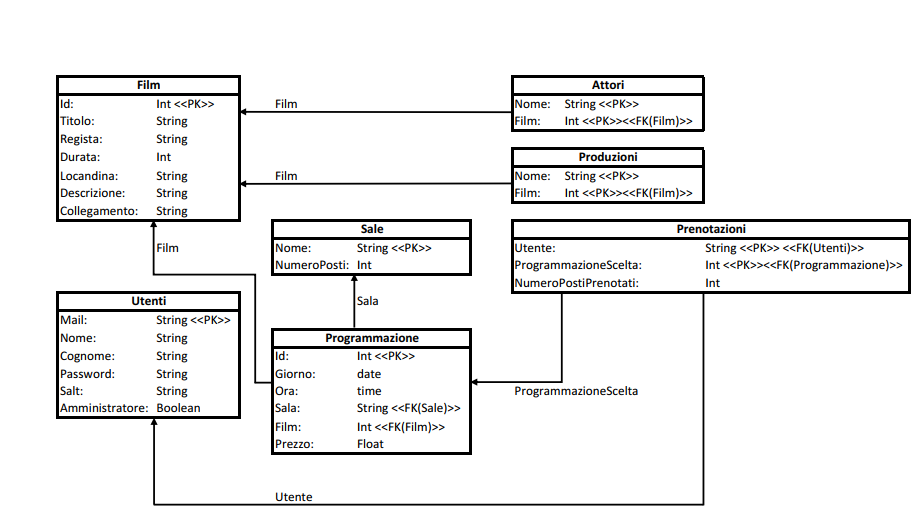 Film
Id: Int <<PK>>
Titolo: String
Regista: String
Durata: Int
Locandina: String
Descrizione: String
Collegamento: String
Film
Attori
Nome: String <<PK>>
Film: Int <<PK>><<FK(Film)>>
Film
Produzioni
Nome: String <<PK>>
Film: Int <<PK>><<FK(Film)>>
Film
Sale
Nome: String <<PK>>
NumeroPosti: Int
Prenotazioni
Utente: String <<PK>> <<FK(Utenti)>>
ProgrammazioneScelta: Int <<PK>><<FK(Programmazione)>>
NumeroPostiPrenotati: Int
Utenti
Mail: String <<PK>>
Nome: String
Cognome: String
Password: String
Salt: String
Amministratore: Boolean
Sala
Programmazione
Id: Int <<PK>>
Giorno: date
Ora: time
Sala: String <<FK(Sale)>>
Film: Int <<FK(Film)>>
Prezzo: Float
ProgrammazioneScelta
Utente